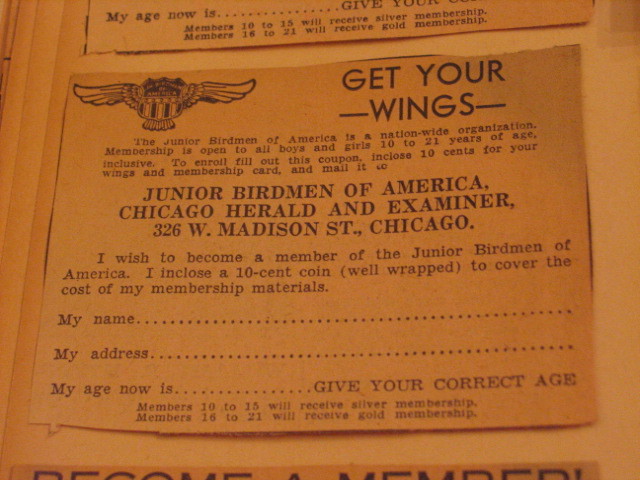 My age now is................GIVE YOUR
Members 10 to 15 will receive silver membership.
Members 16 to 21 will receive gold membership.
GET YOUR
—WINGS—
The Junior Birdmen of America is a nation-wide organization.
Membership is open to all boys and girls 10 to 21 years of age,
inclusive. To enroll fill out this coupon, inclose 10 cents for your
wings and membership card, and mail it to
JUNIOR BIRDMEN OF AMERICA,
CHICAGO HERALD AND EXAMINER,
326 W. MADISON ST., CHICAGO.
I wish to become a member of the Junior Birdmen of
America. I inclose a 10-cent coin (well wrapped) to cover the
cost of my membership materials.
My name......................................................
My address...................................................
My age now is................GIVE YOUR CORRECT AGE
Members 10 to 15 will receive silver membership.
Members 16 to 21 will receive gold membership.
BECOME A MEMBER!